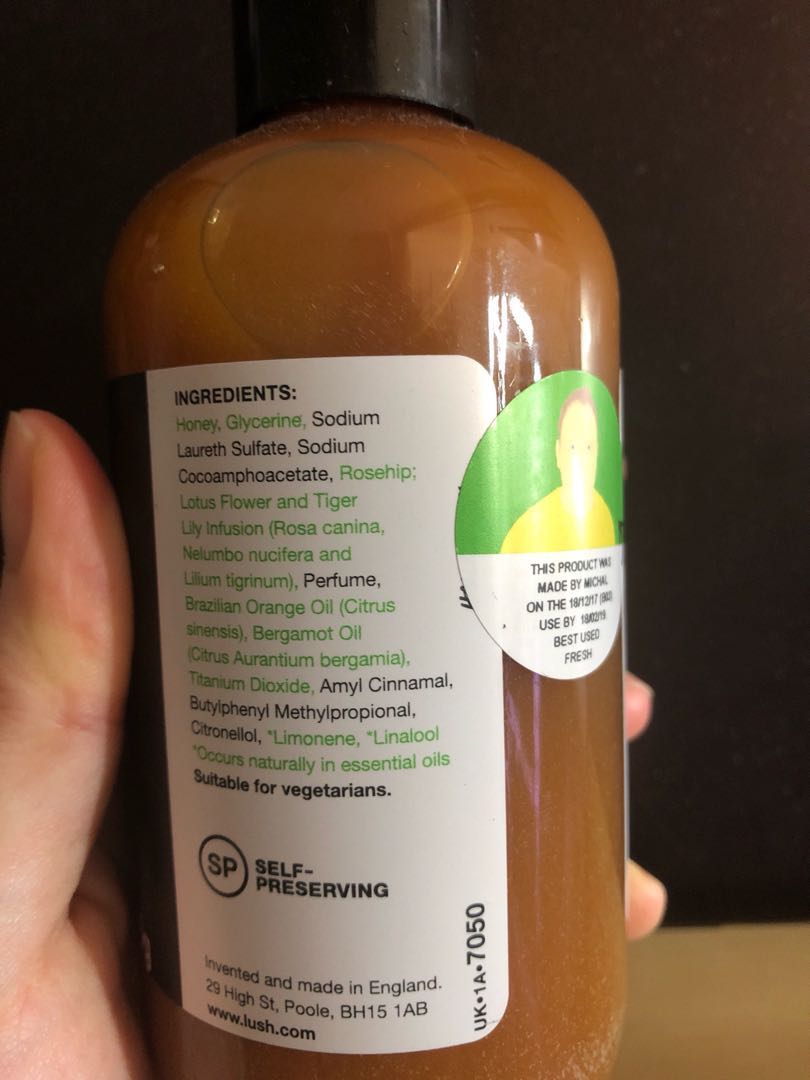 INGREDIENTS:
Honey, Glycerine, Sodium
Laureth Sulfate, Sodium
Cocoamphoacetate, Rosehip;
Lotus Flower and Tiger
Lily Infusion (Rosa canina,
Nelumbo nucifera and
Lilium tigrinum), Perfume,
Brazilian Orange Oil (Citrus
sinensis), Bergamot Oil
(Citrus Aurantium bergamia),
Titanium Dioxide, Amyl Cinnamal,
Butylphenyl Methylpropional,
Citronellol, *Limonene, *Linalool
*Occurs naturally in essential oils
Suitable for vegetarians.
SP SELF-
PRESERVING
Invented and made in England.
29 High St, Poole, BH15 1AB
www.lush.com
UK•1A•7050
THIS PRODUCT WAS
MADE BY MICHAL
ON THE 18/12/17
USE BY 18/02/19
BEST USED
FRESH